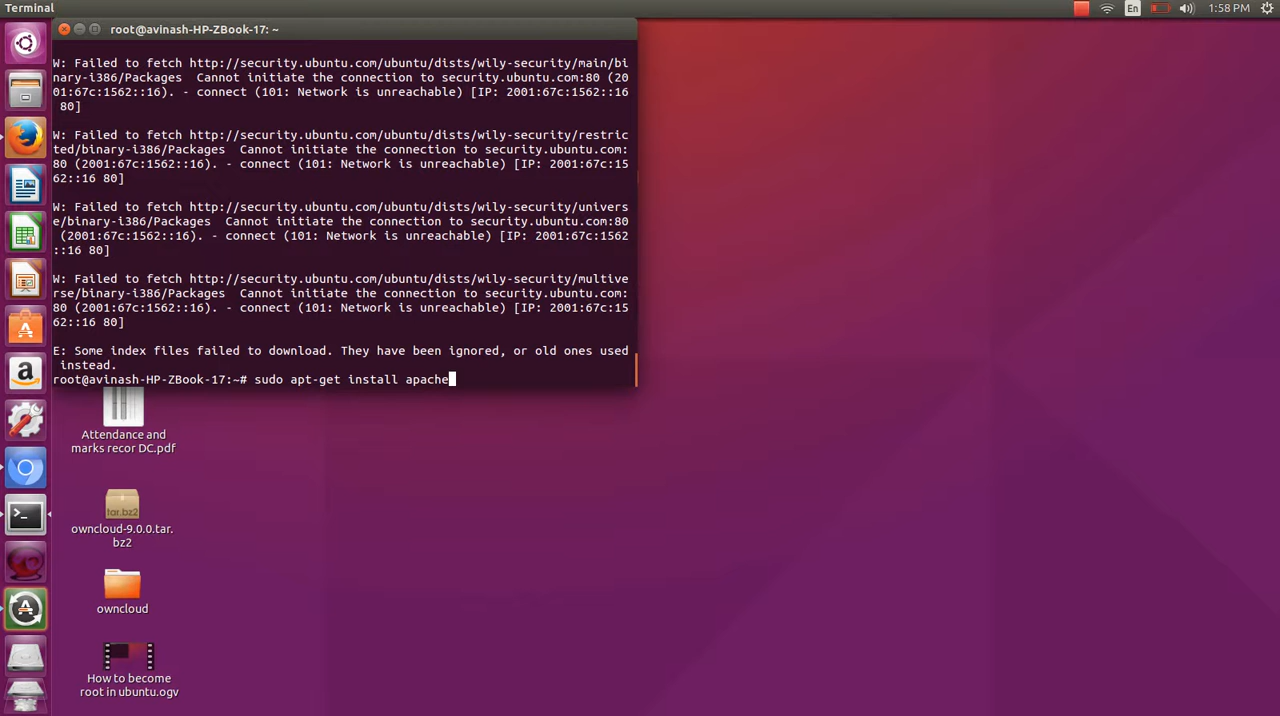 Terminal
En
1:58 PM
root@avinash-HP-ZBook-17: ~
W: Failed to fetch http://security.ubuntu.com/ubuntu/dists/wily-security/main/bi
nary-i386/Packages  Cannot initiate the connection to security.ubuntu.com:80 (20
01:67c:1562::16). - connect (101: Network is unreachable) [IP: 2001:67c:1562::16
 80]
W: Failed to fetch http://security.ubuntu.com/ubuntu/dists/wily-security/restric
ted/binary-i386/Packages  Cannot initiate the connection to security.ubuntu.com:
80 (2001:67c:1562::16). - connect (101: Network is unreachable) [IP: 2001:67c:15
62::16 80]
W: Failed to fetch http://security.ubuntu.com/ubuntu/dists/wily-security/univers
e/binary-i386/Packages  Cannot initiate the connection to security.ubuntu.com:80
 (2001:67c:1562::16). - connect (101: Network is unreachable) [IP: 2001:67c:1562
::16 80]
W: Failed to fetch http://security.ubuntu.com/ubuntu/dists/wily-security/multive
rse/binary-i386/Packages  Cannot initiate the connection to security.ubuntu.com:
80 (2001:67c:1562::16). - connect (101: Network is unreachable) [IP: 2001:67c:15
62::16 80]
E: Some index files failed to download. They have been ignored, or old ones used
 instead.
root@avinash-HP-ZBook-17:~# sudo apt-get install apache
Attendance and
marks recor DC.pdf
tar.bz2
owncloud-9.0.0.tar.
bz2
owncloud
How to become
root in ubuntu.ogv